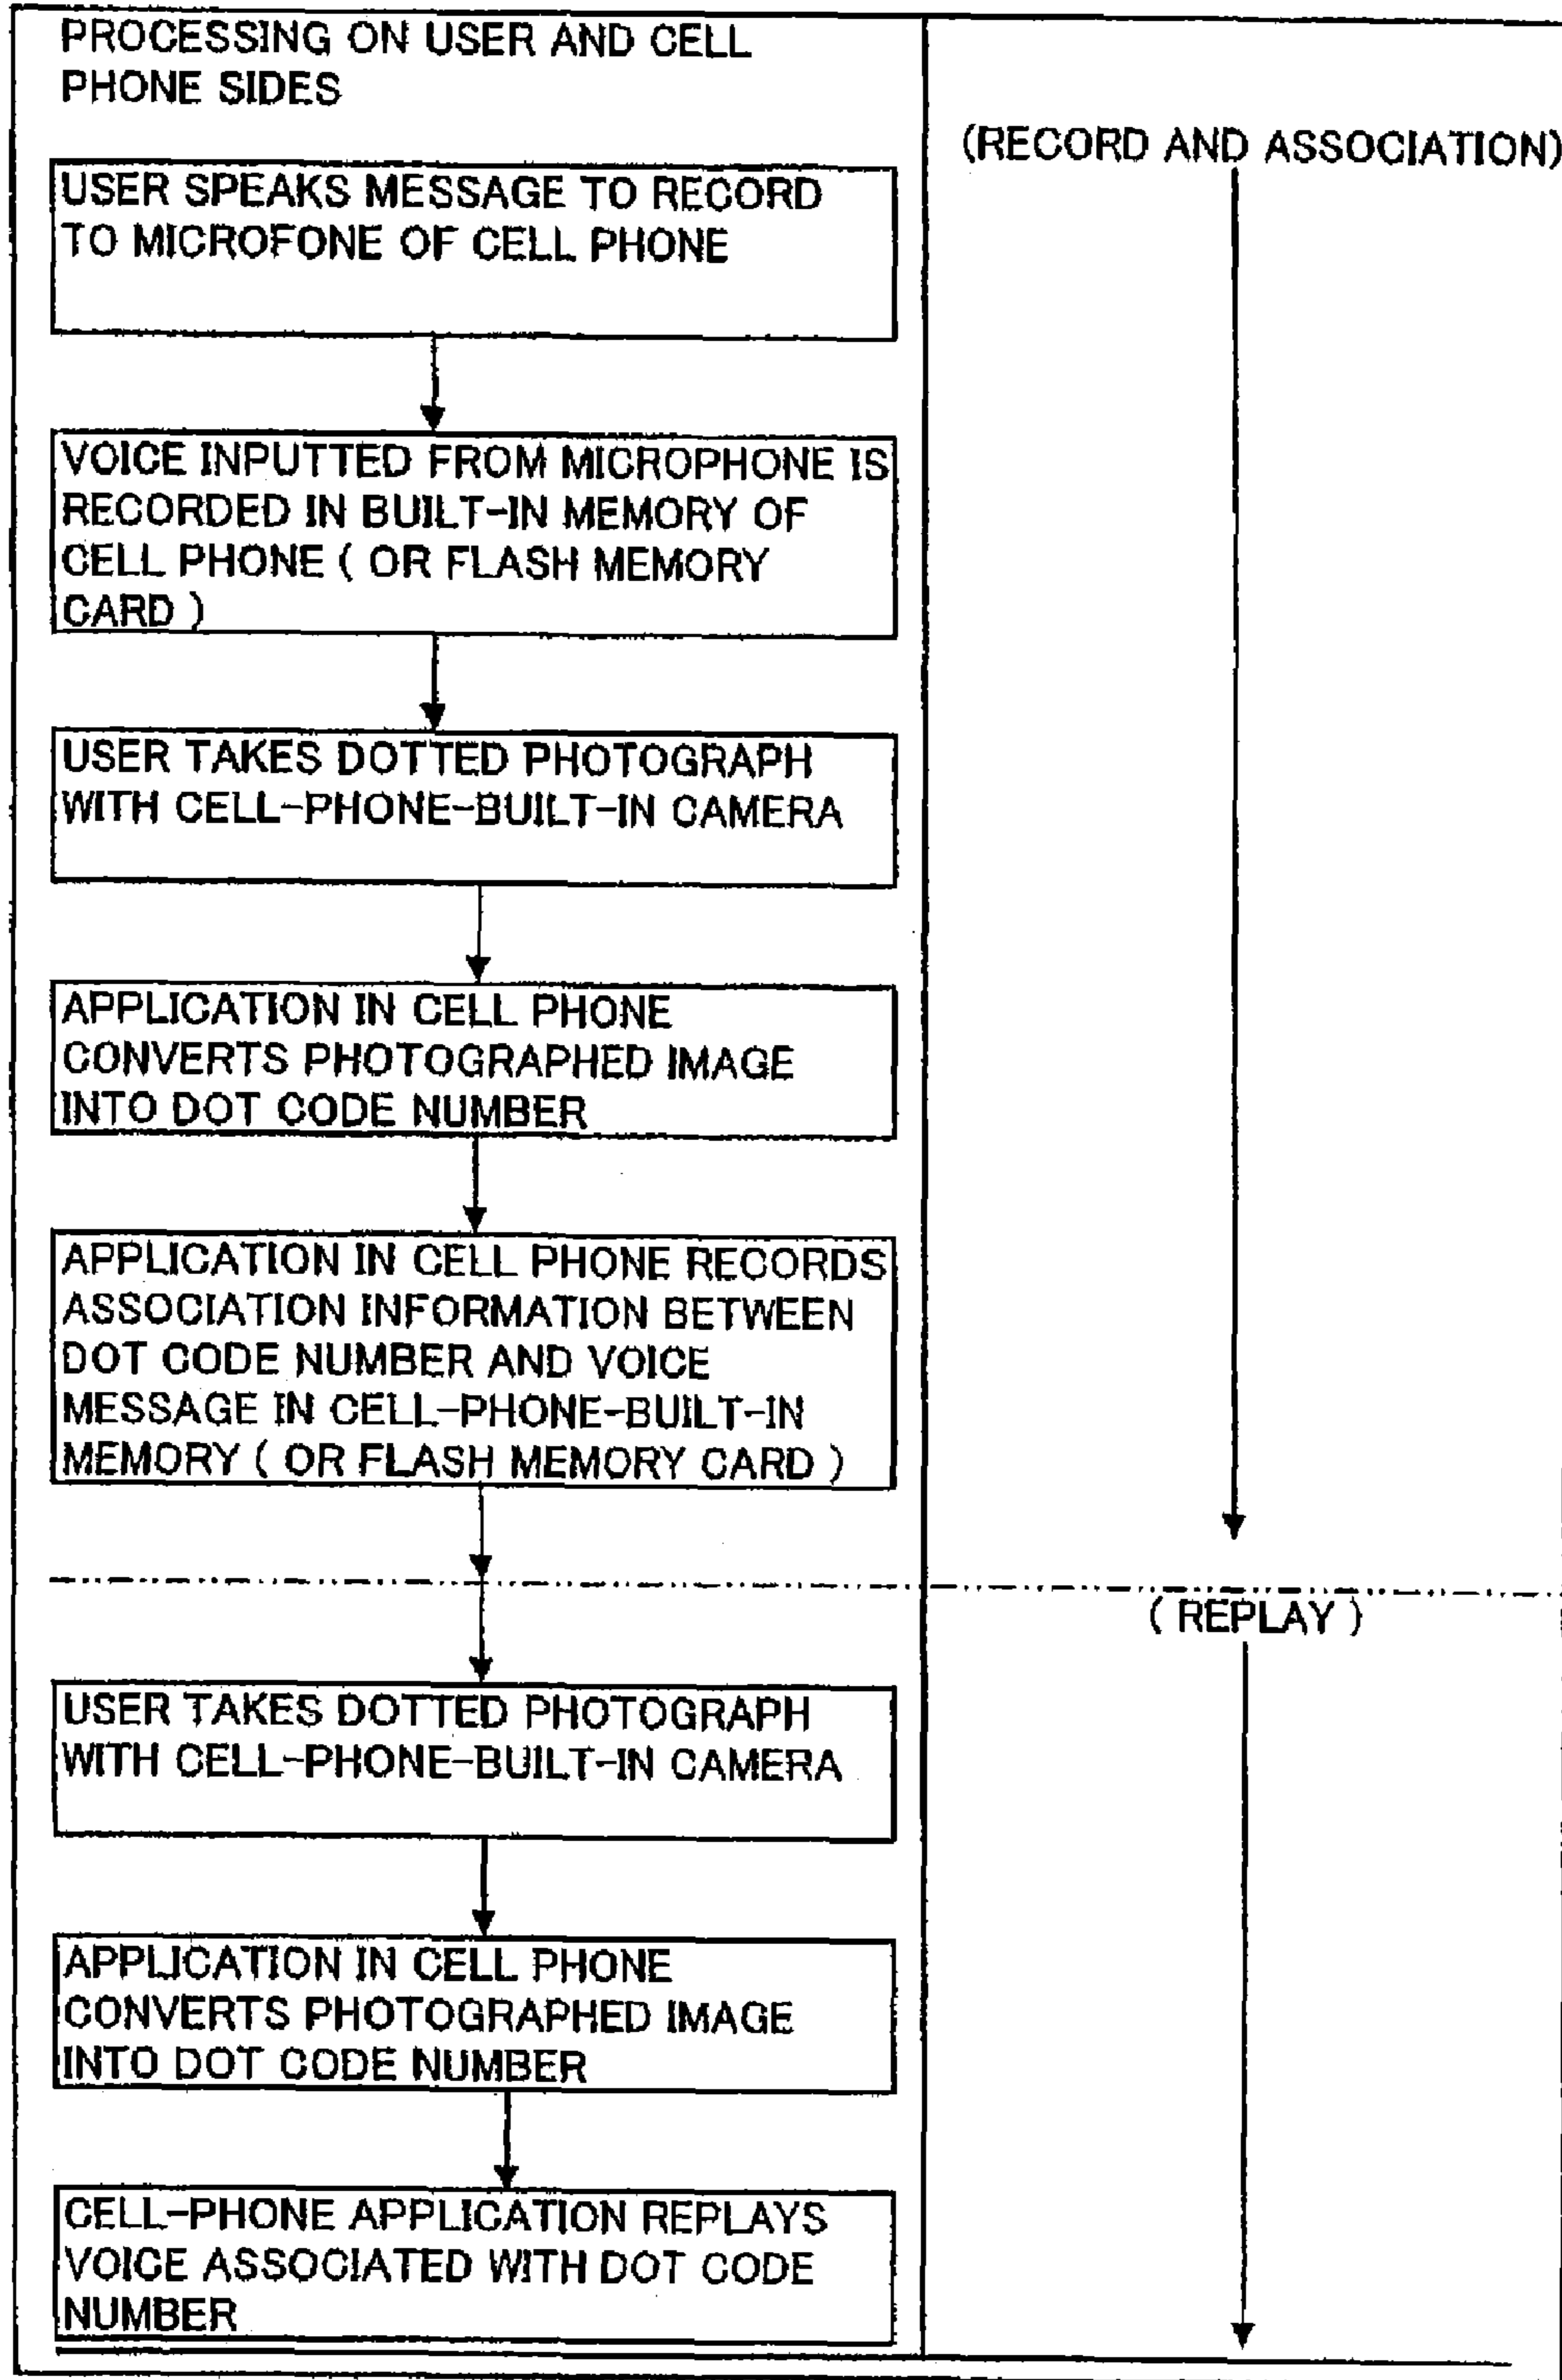 PROCESSING ON USER AND CELL
PHONE SIDES
(RECORD AND ASSOCIATION)
USER SPEAKS MESSAGE TO RECORD
TO MICROFONE OF CELL PHONE
VOICE INPUTTED FROM MICROPHONE IS
RECORDED IN BUILT-IN MEMORY OF
CELL PHONE ( OR FLASH MEMORY
CARD )
USER TAKES DOTTED PHOTOGRAPH
WITH CELL-PHONE-BUILT-IN CAMERA
APPLICATION IN CELL PHONE
CONVERTS PHOTOGRAPHED IMAGE
INTO DOT CODE NUMBER
APPLICATION IN CELL PHONE RECORDS
ASSOCIATION INFORMATION BETWEEN
DOT CODE NUMBER AND VOICE
MESSAGE IN CELL-PHONE-BUILT-IN
MEMORY ( OR FLASH MEMORY CARD )
( REPLAY )
USER TAKES DOTTED PHOTOGRAPH
WITH CELL-PHONE-BUILT-IN CAMERA
APPLICATION IN CELL PHONE
CONVERTS PHOTOGRAPHED IMAGE
INTO DOT CODE NUMBER
CELL-PHONE APPLICATION REPLAYS
VOICE ASSOCIATED WITH DOT CODE
NUMBER